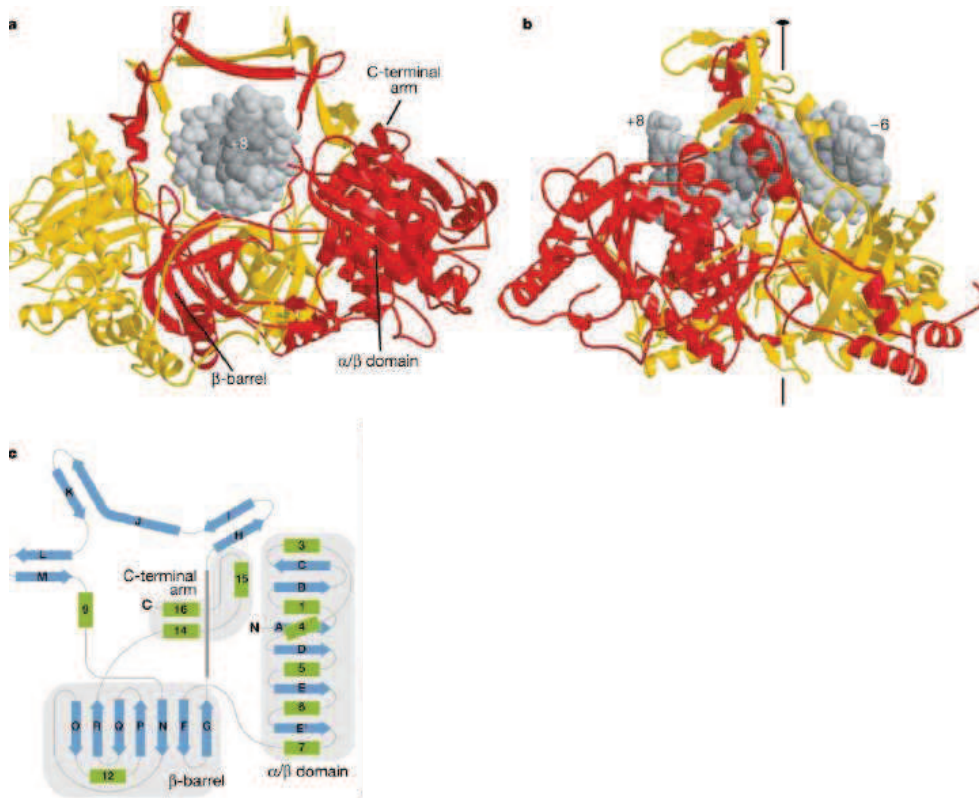 a
C-terminal
arm
+8
β-barrel
α/β domain
b
+8
−6
c
K
J
I
H
L
M
9
C-terminal
arm
C
16
14
15
3
C
B
1
N
A
4
D
5
E
6
E'
7
α/β domain
O
R
Q
P
N
F
G
12
β-barrel